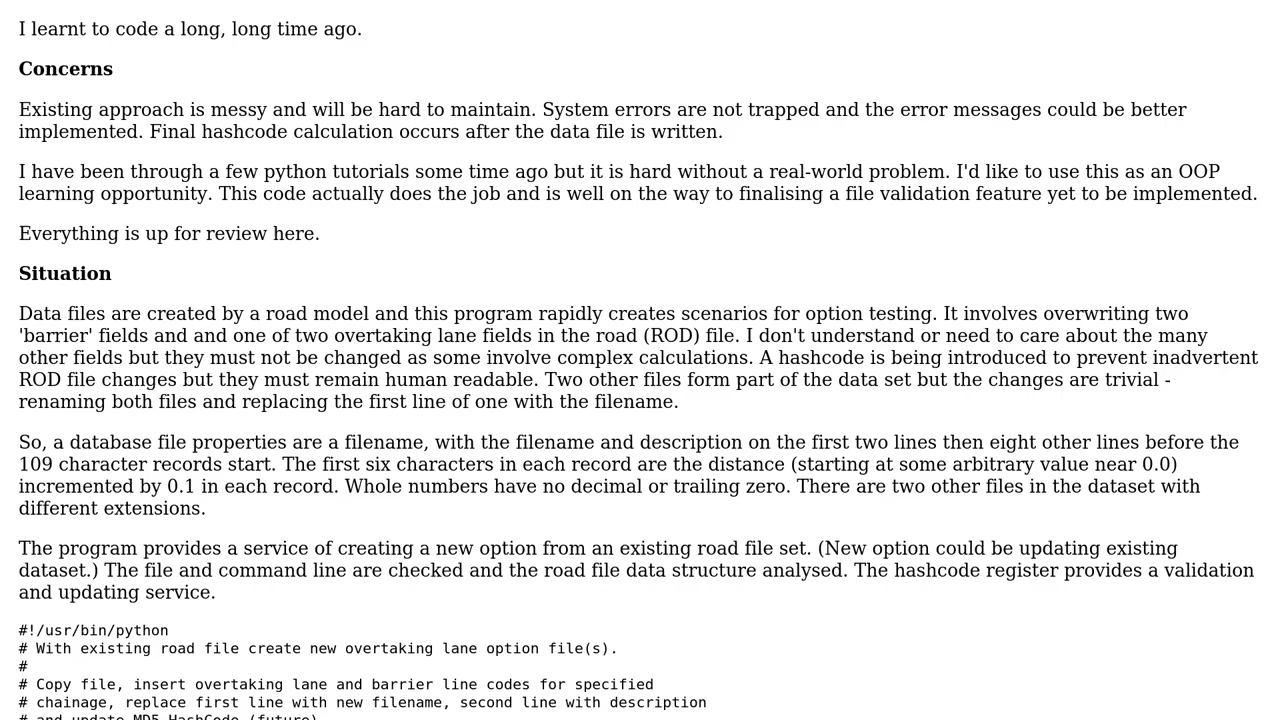 I learnt to code a long, long time ago.
Concerns
Existing approach is messy and will be hard to maintain. System errors are not trapped and the error messages could be better
implemented. Final hashcode calculation occurs after the data file is written.
I have been through a few python tutorials some time ago but it is hard without a real-world problem. I'd like to use this as an OOP
learning opportunity. This code actually does the job and is well on the way to finalising a file validation feature yet to be implemented.
Everything is up for review here.
Situation
Data files are created by a road model and this program rapidly creates scenarios for option testing. It involves overwriting two
'barrier' fields and and one of two overtaking lane fields in the road (ROD) file. I don't understand or need to care about the many
other fields but they must not be changed as some involve complex calculations. A hashcode is being introduced to prevent inadvertent
ROD file changes but they must remain human readable. Two other files form part of the data set but the changes are trivial -
renaming both files and replacing the first line of one with the filename.
So, a database file properties are a filename, with the filename and description on the first two lines then eight other lines before the
109 character records start. The first six characters in each record are the distance (starting at some arbitrary value near 0.0)
incremented by 0.1 in each record. Whole numbers have no decimal or trailing zero. There are two other files in the dataset with
different extensions.
The program provides a service of creating a new option from an existing road file set. (New option could be updating existing
dataset.) The file and command line are checked and the road file data structure analysed. The hashcode register provides a validation
and updating service.
#!/usr/bin/python
# With existing road file create new overtaking lane option file(s).
#
# Copy file, insert overtaking lane and barrier line codes for specified
# chainage, replace first line with new filename, second line with description
# and update MD5 HashCode (future)